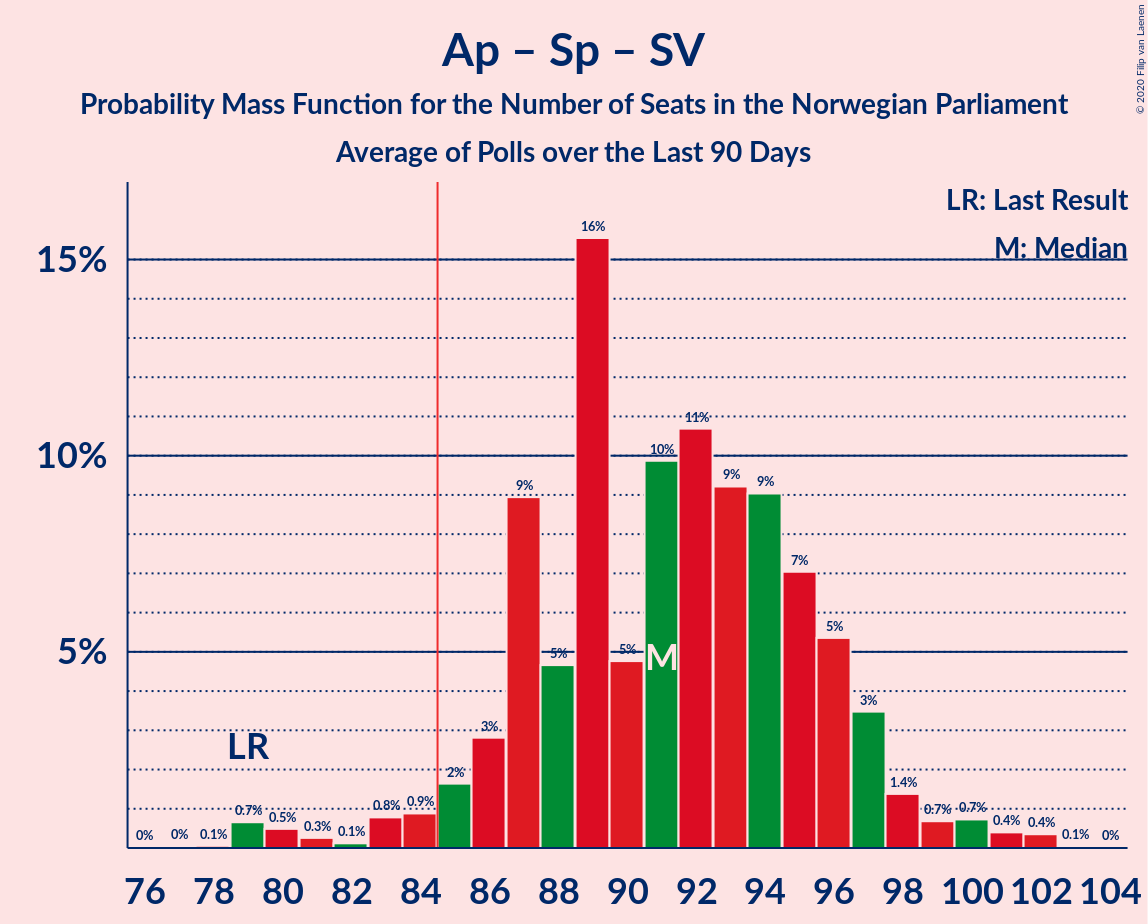 Ap – Sp – SV
Probability Mass Function for the Number of Seats in the Norwegian Parliament
Average of Polls over the Last 90 Days
© 2020 Filip van Laenen
LR: Last Result
M: Median
15%
10%
5%
0% 0% 0.1% 0.7% 0.5% 0.3% 0.1% 0.8% 0.9% 2% 3% 9% 5% 16% 5% 10% 11% 9% 9% 7% 5% 3% 1.4% 0.7% 0.7% 0.4% 0.4% 0.1% 0%
LR
M
76 78 80 82 84 86 88 90 92 94 96 98 100 102 104